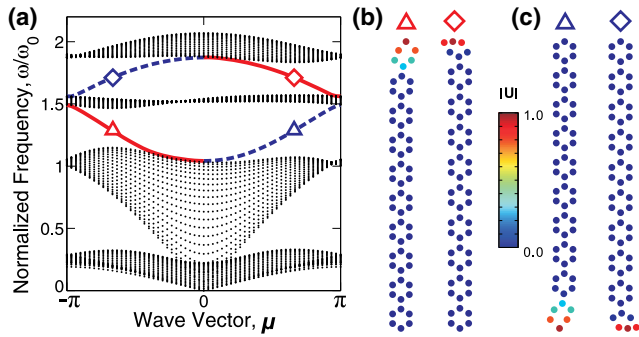 (a)
Normalized Frequency, ω/ω₀
2
1.5
1
0.5
0
-π
0
π
Wave Vector, μ
(b)
|U|
1.0
0.0
(c)